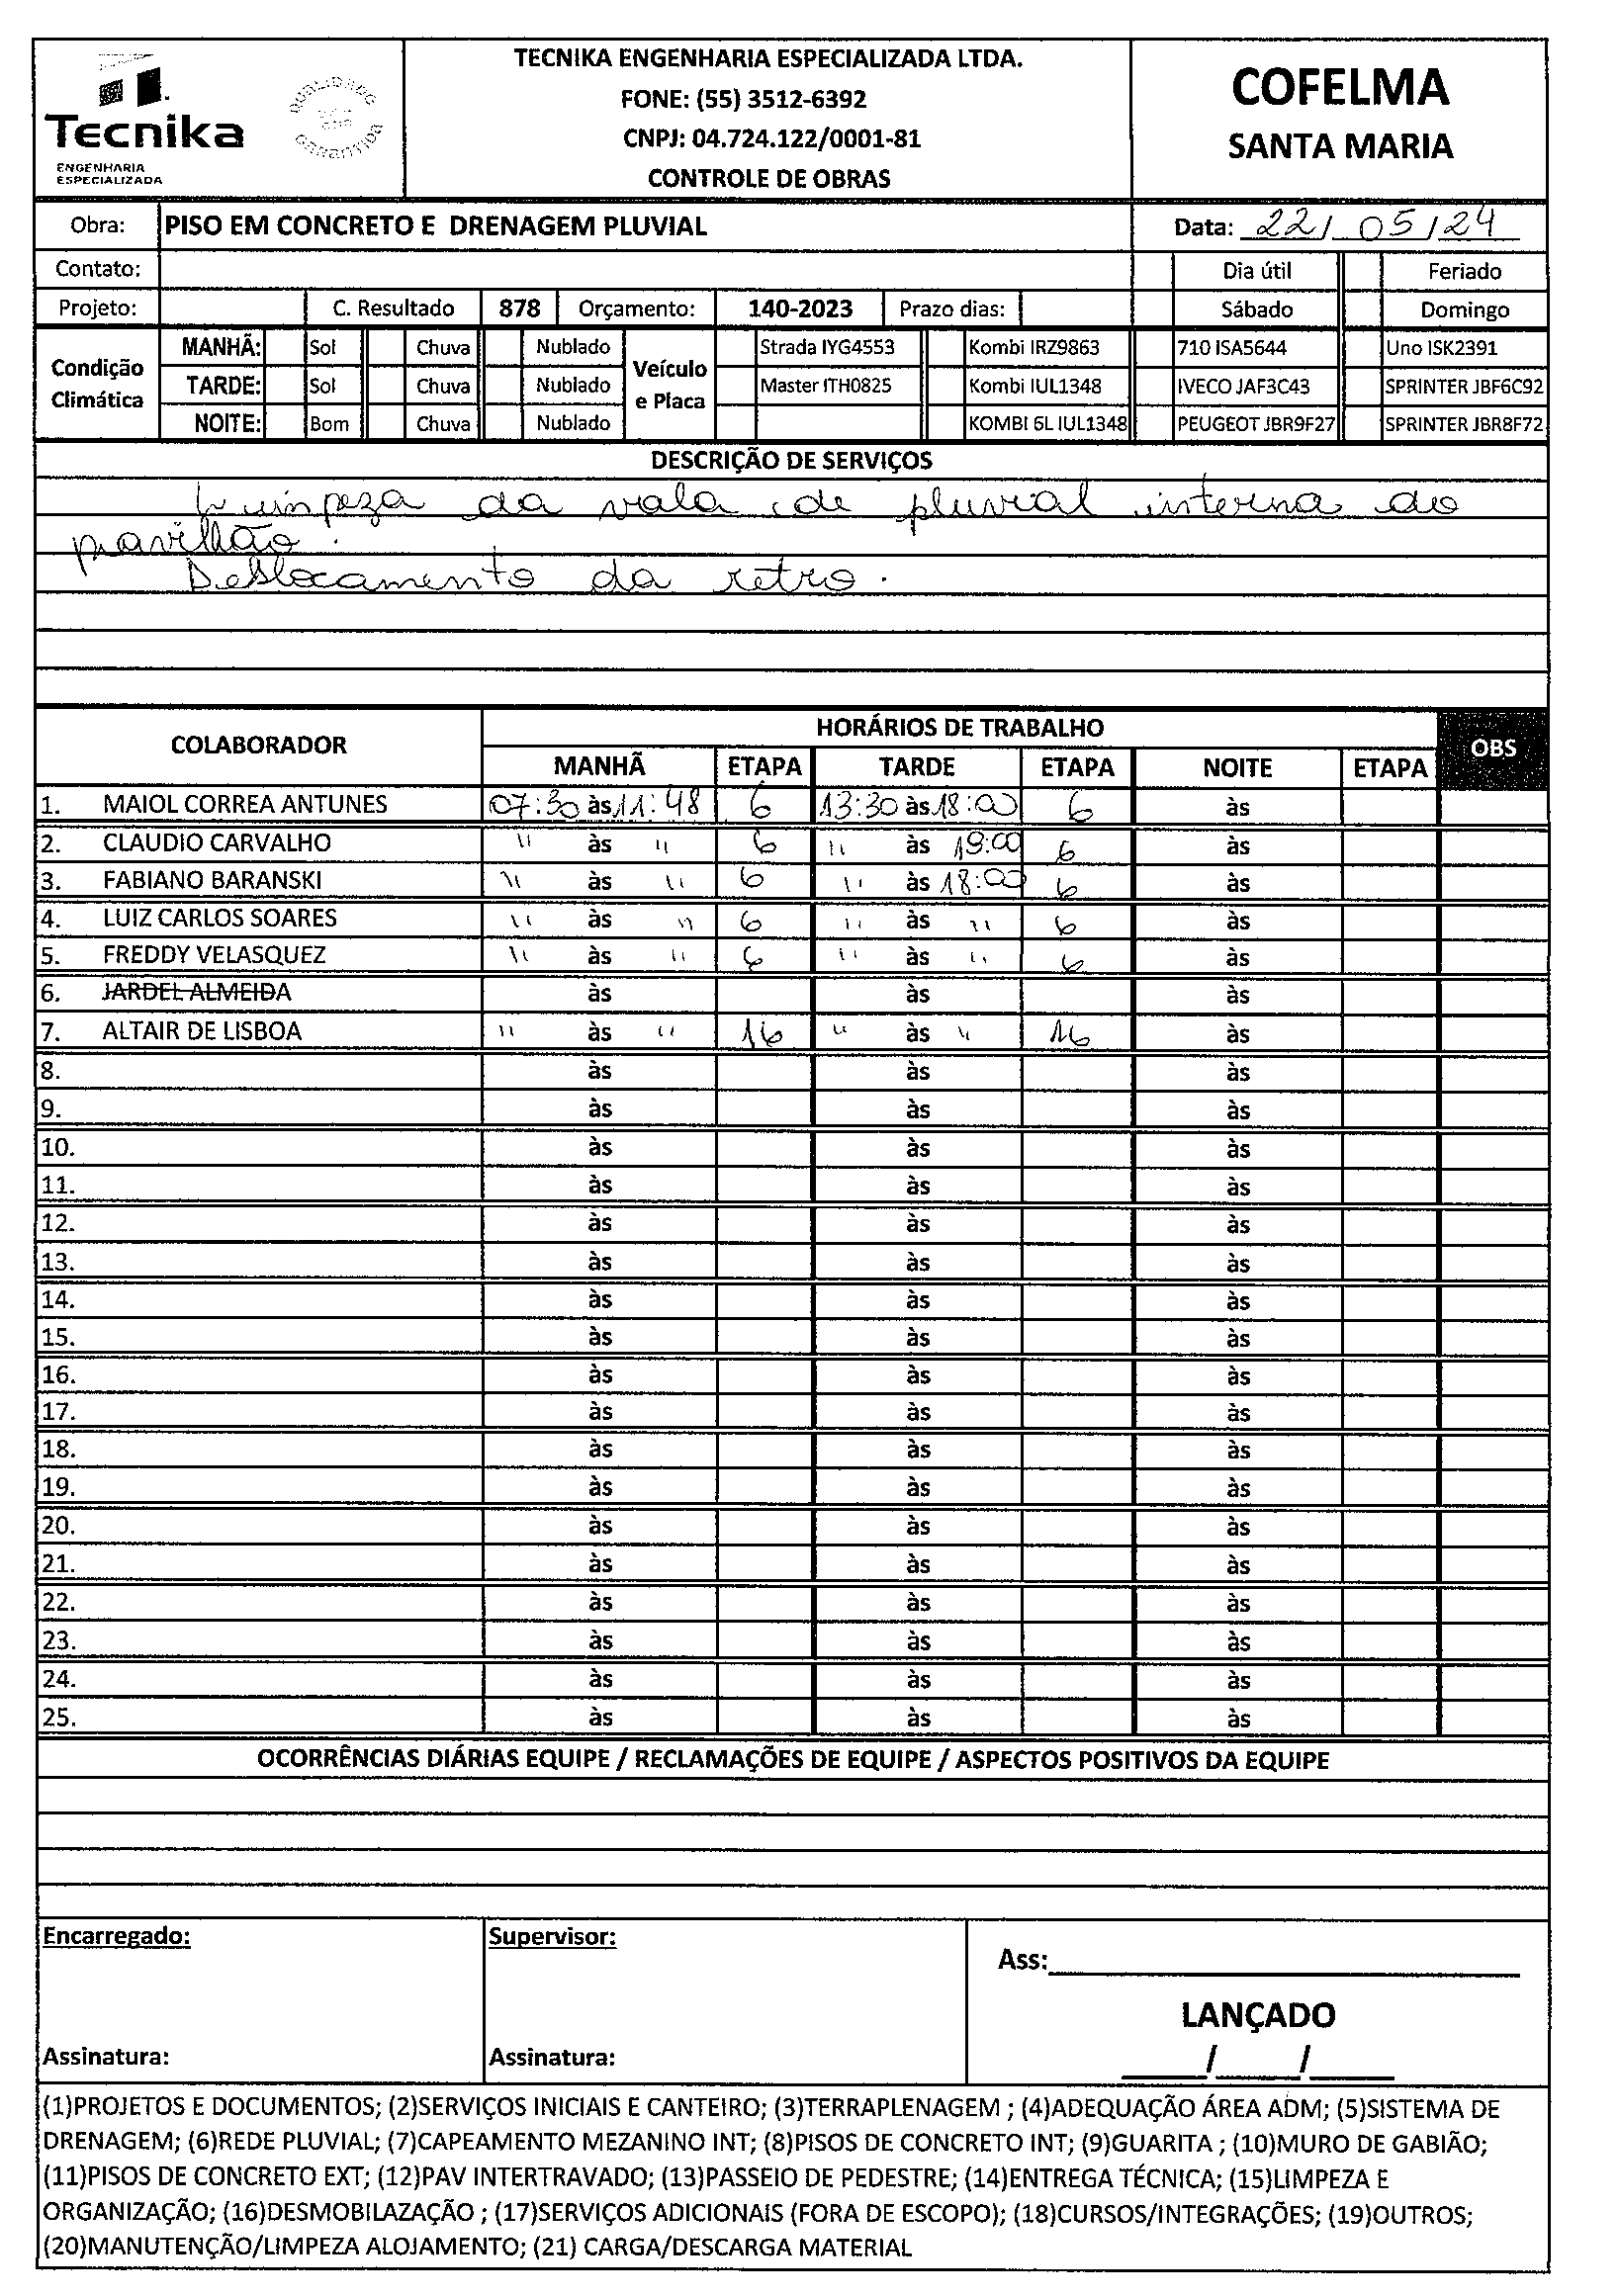 Tecnika
ENGENHARIA
ESPECIALIZADA
QUALIDADE
GARANTIDA
TECNIKA ENGENHARIA ESPECIALIZADA LTDA.
FONE: (55) 3512-6392
CNPJ: 04.724.122/0001-81
CONTROLE DE OBRAS
COFELMA
SANTA MARIA
Obra: PISO EM CONCRETO E DRENAGEM PLUVIAL Data: 22/05/24
Contato: Dia útil Feriado
Projeto: C. Resultado 878 Orçamento: 140-2023 Prazo dias: Sábado Domingo
Condição Climática
MANHÃ: Sol Chuva Nublado
TARDE: Sol Chuva Nublado
NOITE: Bom Chuva Nublado
Veículo e Placa
Strada IYG4553 Kombi IRZ9863 710 ISA5644 Uno ISK2391
Master ITH0825 Kombi IUL1348 IVECO JAF3C43 SPRINTER JBF6C92
KOMBI 6L IUL1348 PEUGEOT JBR9F27 SPRINTER JBR8F72
DESCRIÇÃO DE SERVIÇOS
Limpeza da vala de pluvial interna do
pavilhão.
Deslocamento da retro.
COLABORADOR HORÁRIOS DE TRABALHO OBS
MANHÃ ETAPA TARDE ETAPA NOITE ETAPA
1. MAIOL CORREA ANTUNES 07:30 às 11:48 6 13:30 às 18:00 6 às
2. CLAUDIO CARVALHO " às " 6 " às 19:00 6 às
3. FABIANO BARANSKI " às " 6 " às 18:00 6 às
4. LUIZ CARLOS SOARES " às " 6 " às " 6 às
5. FREDDY VELASQUEZ " às " 6 " às " 6 às
6. JARDEL ALMEIDA às às às
7. ALTAIR DE LISBOA " às " 16 " às " 16 às
8. às às às
9. às às às
10. às às às
11. às às às
12. às às às
13. às às às
14. às às às
15. às às às
16. às às às
17. às às às
18. às às às
19. às às às
20. às às às
21. às às às
22. às às às
23. às às às
24. às às às
25. às às às
OCORRÊNCIAS DIÁRIAS EQUIPE / RECLAMAÇÕES DE EQUIPE / ASPECTOS POSITIVOS DA EQUIPE
Encarregado: Supervisor:
Ass:
LANÇADO
Assinatura: Assinatura: / /
(1)PROJETOS E DOCUMENTOS; (2)SERVIÇOS INICIAIS E CANTEIRO; (3)TERRAPLENAGEM ; (4)ADEQUAÇÃO ÁREA ADM; (5)SISTEMA DE
DRENAGEM; (6)REDE PLUVIAL; (7)CAPEAMENTO MEZANINO INT; (8)PISOS DE CONCRETO INT; (9)GUARITA ; (10)MURO DE GABIÃO;
(11)PISOS DE CONCRETO EXT; (12)PAV INTERTRAVADO; (13)PASSEIO DE PEDESTRE; (14)ENTREGA TÉCNICA; (15)LIMPEZA E
ORGANIZAÇÃO; (16)DESMOBILAZAÇÃO ; (17)SERVIÇOS ADICIONAIS (FORA DE ESCOPO); (18)CURSOS/INTEGRAÇÕES; (19)OUTROS;
(20)MANUTENÇÃO/LIMPEZA ALOJAMENTO; (21) CARGA/DESCARGA MATERIAL